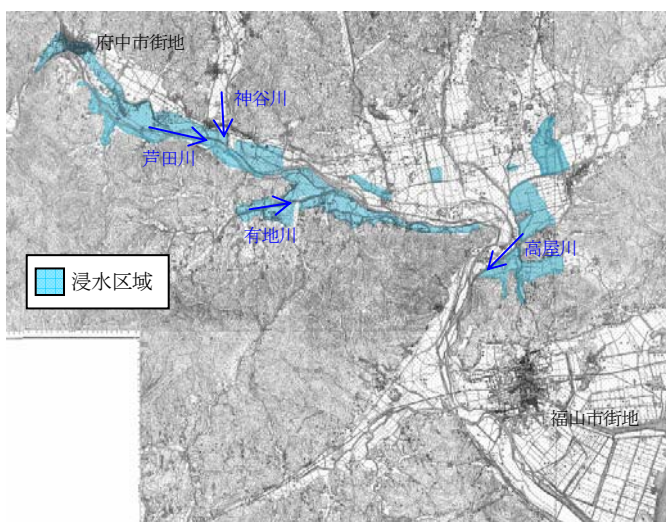 府中市街地
神谷川
芦田川
有地川
高屋川
浸水区域
福山市街地